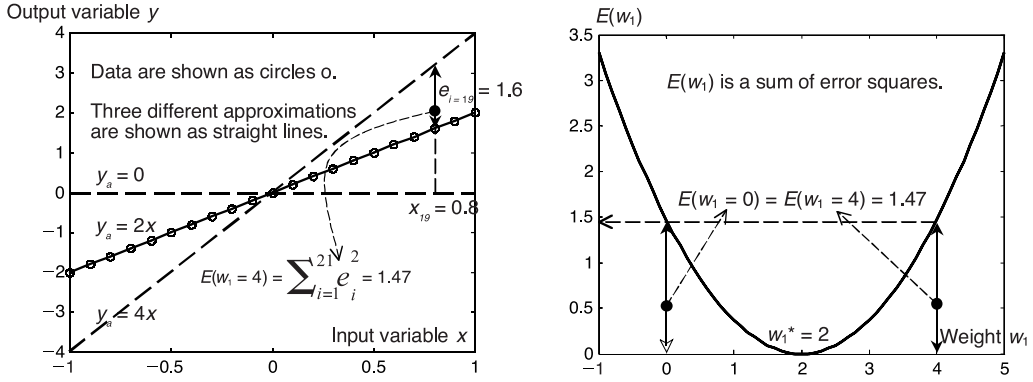 Output variable y
4
3
2
1
0
−1
−2
−3
−4
−1
−0.5
0
0.5
1
Data are shown as circles o.
Three different approximations
are shown as straight lines.
e_{i=19} = 1.6
y_a = 0
x_{19} = 0.8
y_a = 2x
E(w_1 = 4) = ∑_{i=1}^{21} e_i^2 = 1.47
y_a = 4x
Input variable x
E(w_1)
3.5
3
2.5
2
1.5
1
0.5
0
−1
0
1
2
3
4
5
E(w_1) is a sum of error squares.
E(w_1 = 0) = E(w_1 = 4) = 1.47
w_1* = 2
Weight w_1